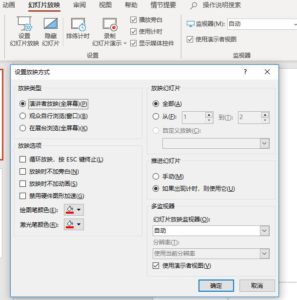 动画 幻灯片放映 审阅 视图 帮助 情节提要 操作说明搜索
设置 隐藏 排练计时 录制 播放旁白 监视器(M): 自动
幻灯片放映 幻灯片 幻灯片演示 使用计时 使用演示者视图
显示媒体控件
设置 监视器
设置放映方式 ? ×
放映类型
演讲者放映(全屏幕)(P)
观众自行浏览(窗口)(B)
在展台浏览(全屏幕)(K)
放映选项
循环放映，按 ESC 键终止(L)
放映时不加旁白(N)
放映时不加动画(S)
禁用硬件图形加速(G)
绘图笔颜色(E):
激光笔颜色(R):
放映幻灯片
全部(A)
从(F): 1 到(T): 2
自定义放映(C):
推进幻灯片
手动(M)
如果出现计时，则使用它(U)
多监视器
幻灯片放映监视器(O):
自动
分辨率(T):
使用当前分辨率
使用演示者视图(V)
确定 取消